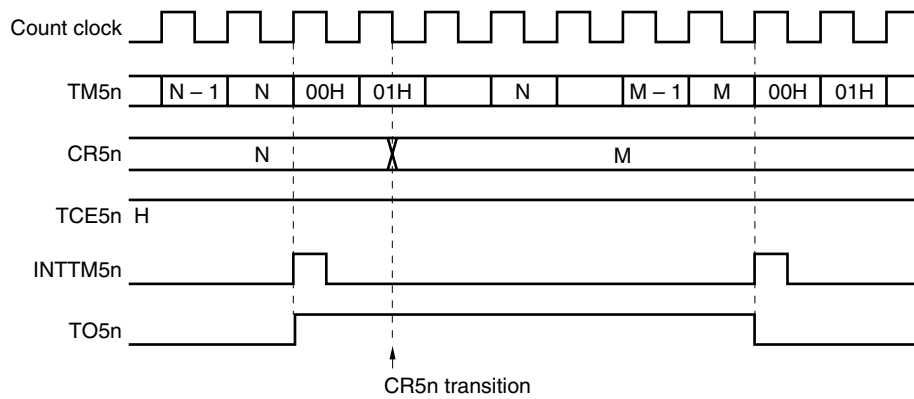 Count clock
TM5n N – 1 N 00H 01H N M – 1 M 00H 01H
CR5n N M
TCE5n H
INTTM5n
TO5n
CR5n transition